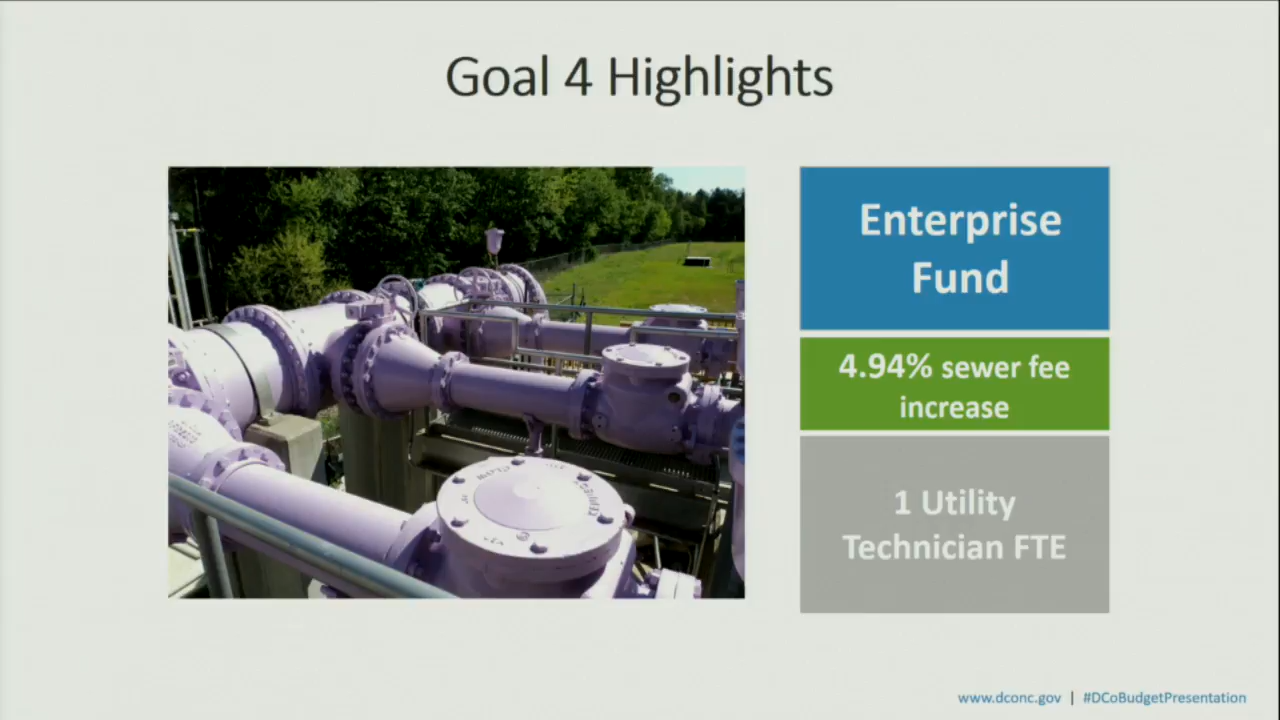 Goal 4 Highlights
Enterprise
Fund
4.94% sewer fee
increase
1 Utility
Technician FTE
www.dconc.gov | #DCoBudgetPresentation